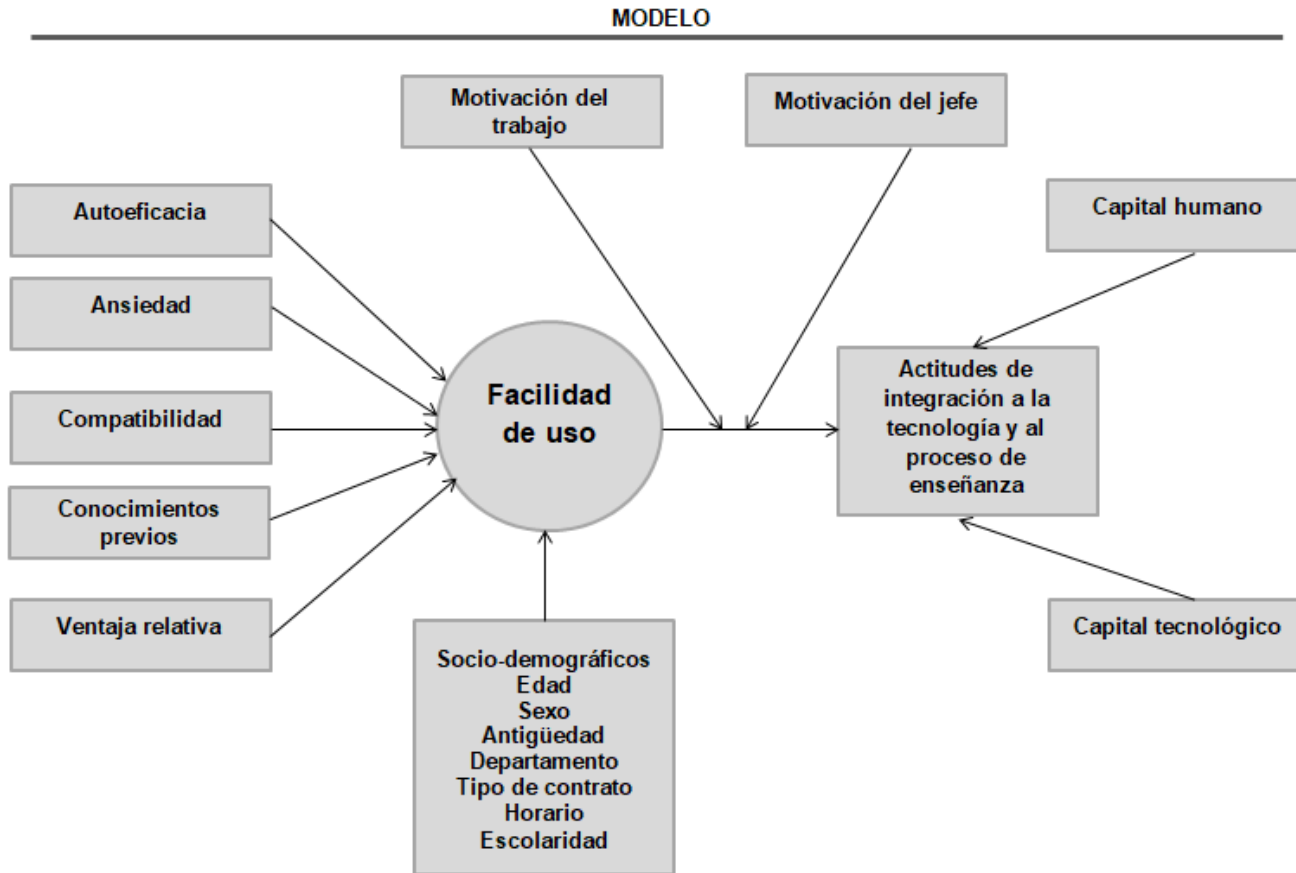 MODELO
Motivación del
trabajo
Motivación del jefe
Autoeficacia
Capital humano
Ansiedad
Facilidad
de uso
Actitudes de
integración a la
tecnología y al
proceso de
enseñanza
Compatibilidad
Conocimientos
previos
Ventaja relativa
Capital tecnológico
Socio-demográficos
Edad
Sexo
Antigüedad
Departamento
Tipo de contrato
Horario
Escolaridad